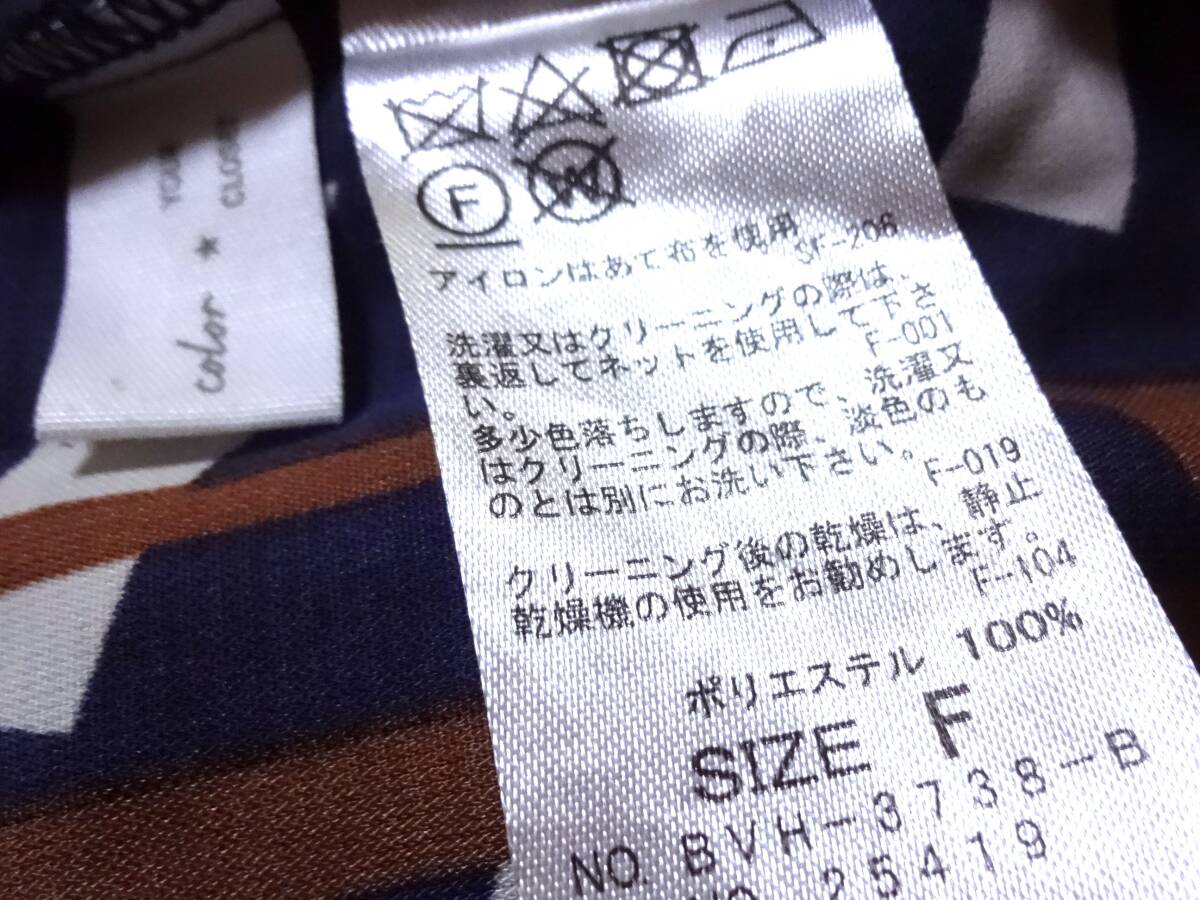 F
W
アイロンはあて布を使用
SF-206
洗濯又はクリーニングの際は、
裏返してネットを使用して下さ
い。
F-001
多少色落ちしますので、洗濯又
はクリーニングの際、淡色のも
のとは別にお洗い下さい。
F-019
クリーニング後の乾燥は、静止
乾燥機の使用をお勧めします。
F-104
ポリエステル 100%
SIZE F
NO. BVH-3738-B
NO. 25419
color ★